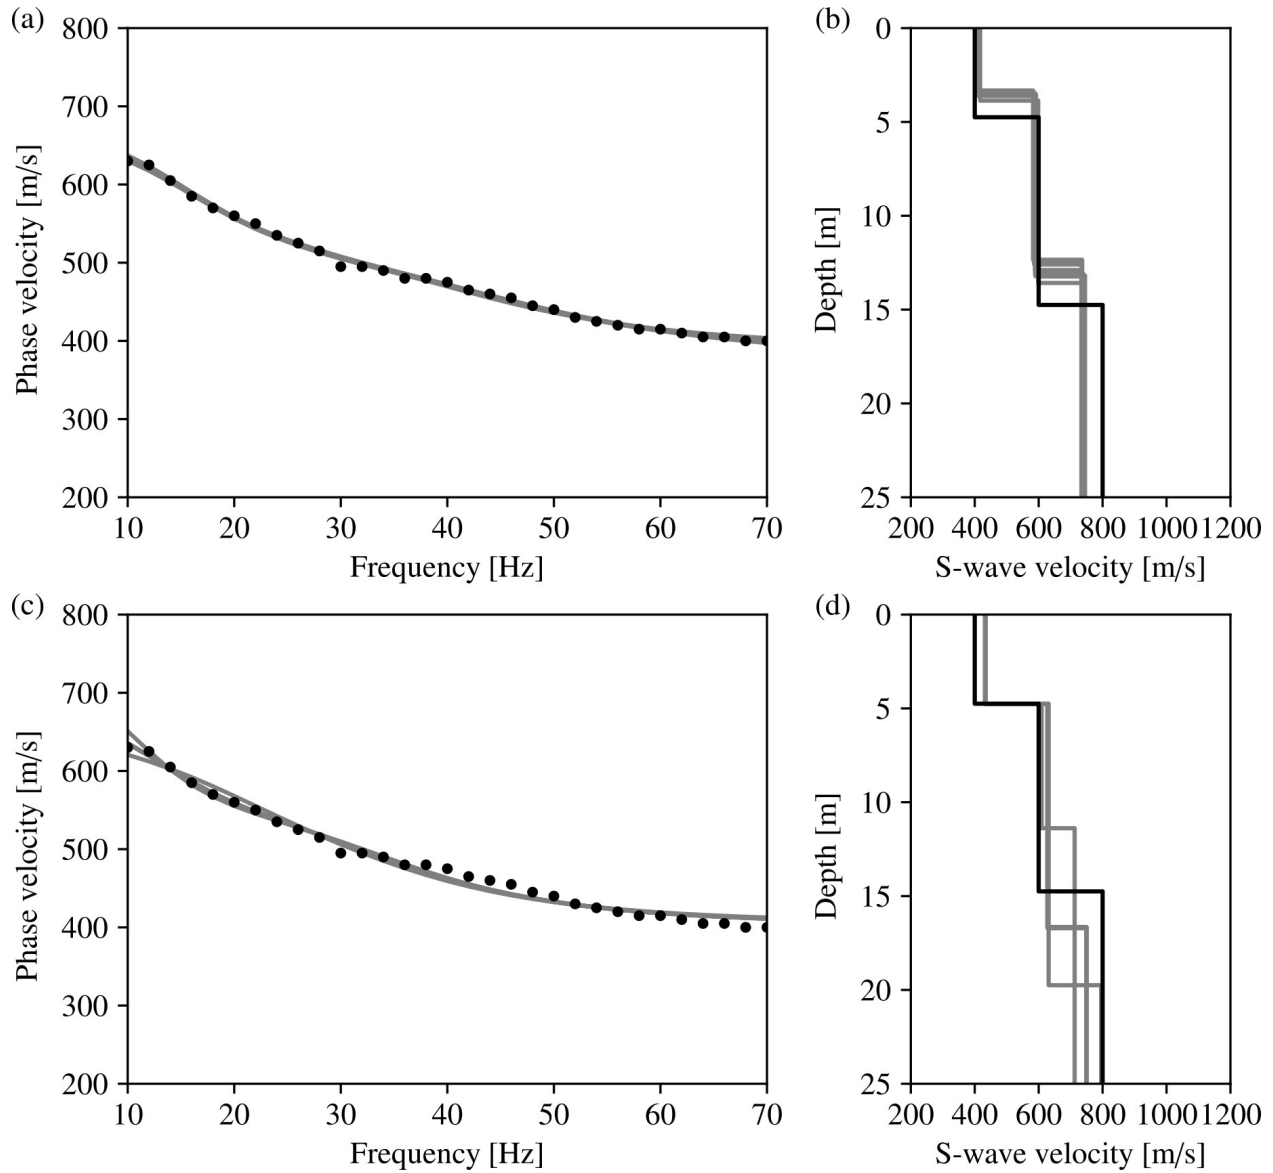 (a)
800
700
600
500
400
300
200
Phase velocity [m/s]
10 20 30 40 50 60 70
Frequency [Hz]
(b)
0
5
10
15
20
25
Depth [m]
200 400 600 800 1000 1200
S-wave velocity [m/s]
(c)
800
700
600
500
400
300
200
Phase velocity [m/s]
10 20 30 40 50 60 70
Frequency [Hz]
(d)
0
5
10
15
20
25
Depth [m]
200 400 600 800 1000 1200
S-wave velocity [m/s]